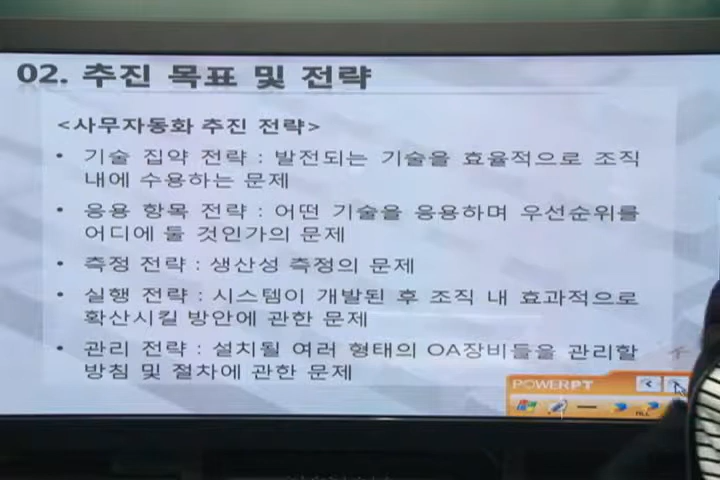 02. 추진 목표 및 전략
<사무자동화 추진 전략>
• 기술 집약 전략 : 발전되는 기술을 효율적으로 조직
내에 수용하는 문제
• 응용 항목 전략 : 어떤 기술을 응용하며 우선순위를
어디에 둘 것인가의 문제
• 측정 전략 : 생산성 측정의 문제
• 실행 전략 : 시스템이 개발된 후 조직 내 효과적으로
확산시킬 방안에 관한 문제
• 관리 전략 : 설치될 여러 형태의 OA장비들을 관리할
방침 및 절차에 관한 문제
POWERPT
ALL